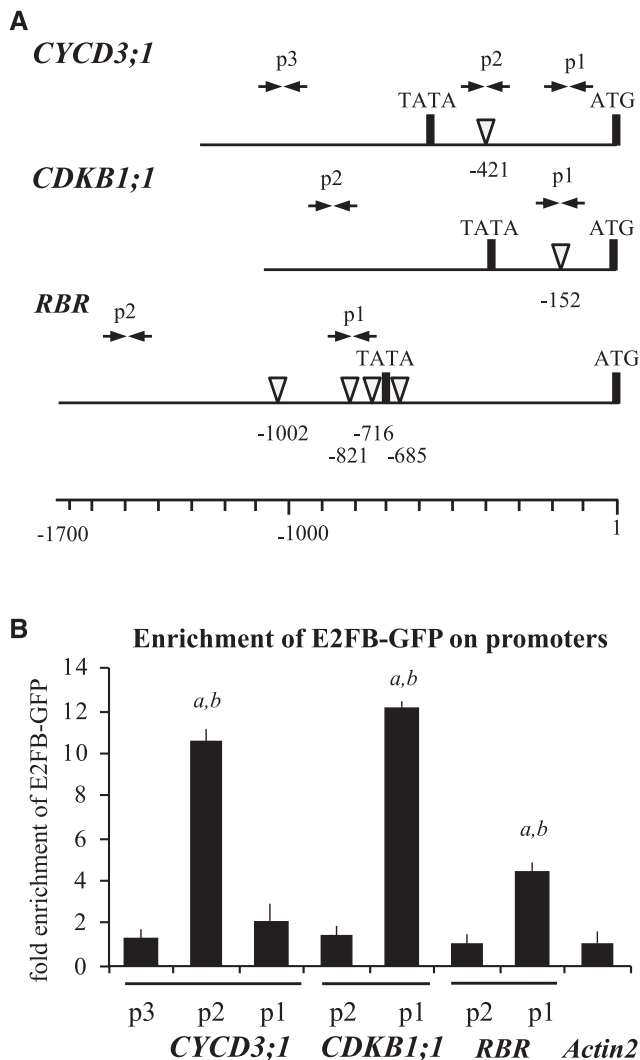 A
CYCD3;1
p3 p2 p1
TATA ATG
-421
CDKB1;1
p2 p1
TATA ATG
-152
RBR
p2 p1
TATA ATG
-1002 -716
-821 -685
-1700 -1000 1
B
Enrichment of E2FB-GFP on promoters
fold enrichment of E2FB-GFP
14
12
10
8
6
4
2
0
a,b a,b a,b
p3 p2 p1 p2 p1 p2 p1
CYCD3;1 CDKB1;1 RBR Actin2